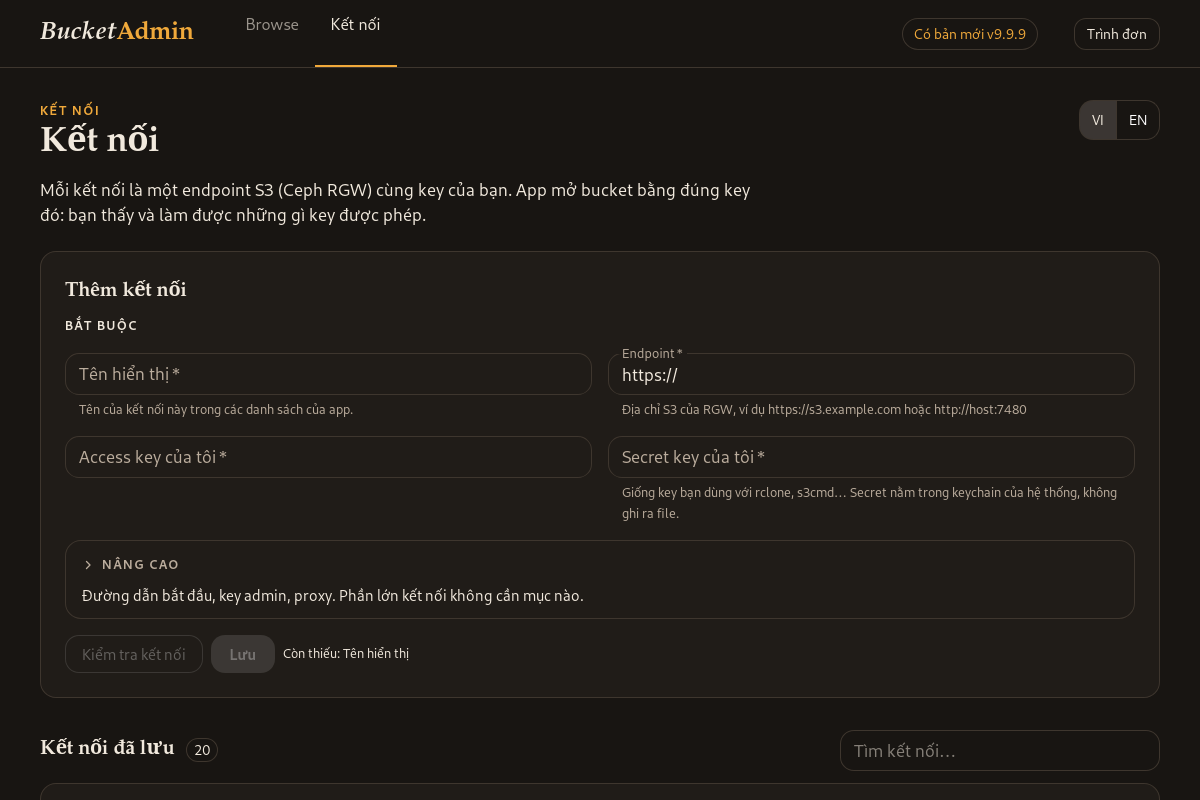 BucketAdmin
Browse
Kết nối
Có bản mới v9.9.9
Trình đơn
KẾT NỐI
Kết nối
VI
EN
Mỗi kết nối là một endpoint S3 (Ceph RGW) cùng key của bạn. App mở bucket bằng đúng key
đó: bạn thấy và làm được những gì key được phép.
Thêm kết nối
BẮT BUỘC
Tên hiển thị *
Endpoint *
https://
Tên của kết nối này trong các danh sách của app.
Địa chỉ S3 của RGW, ví dụ https://s3.example.com hoặc http://host:7480
Access key của tôi *
Secret key của tôi *
Giống key bạn dùng với rclone, s3cmd... Secret nằm trong keychain của hệ thống, không
ghi ra file.
NÂNG CAO
Đường dẫn bắt đầu, key admin, proxy. Phần lớn kết nối không cần mục nào.
Kiểm tra kết nối
Lưu
Còn thiếu: Tên hiển thị
Kết nối đã lưu
20
Tìm kết nối...